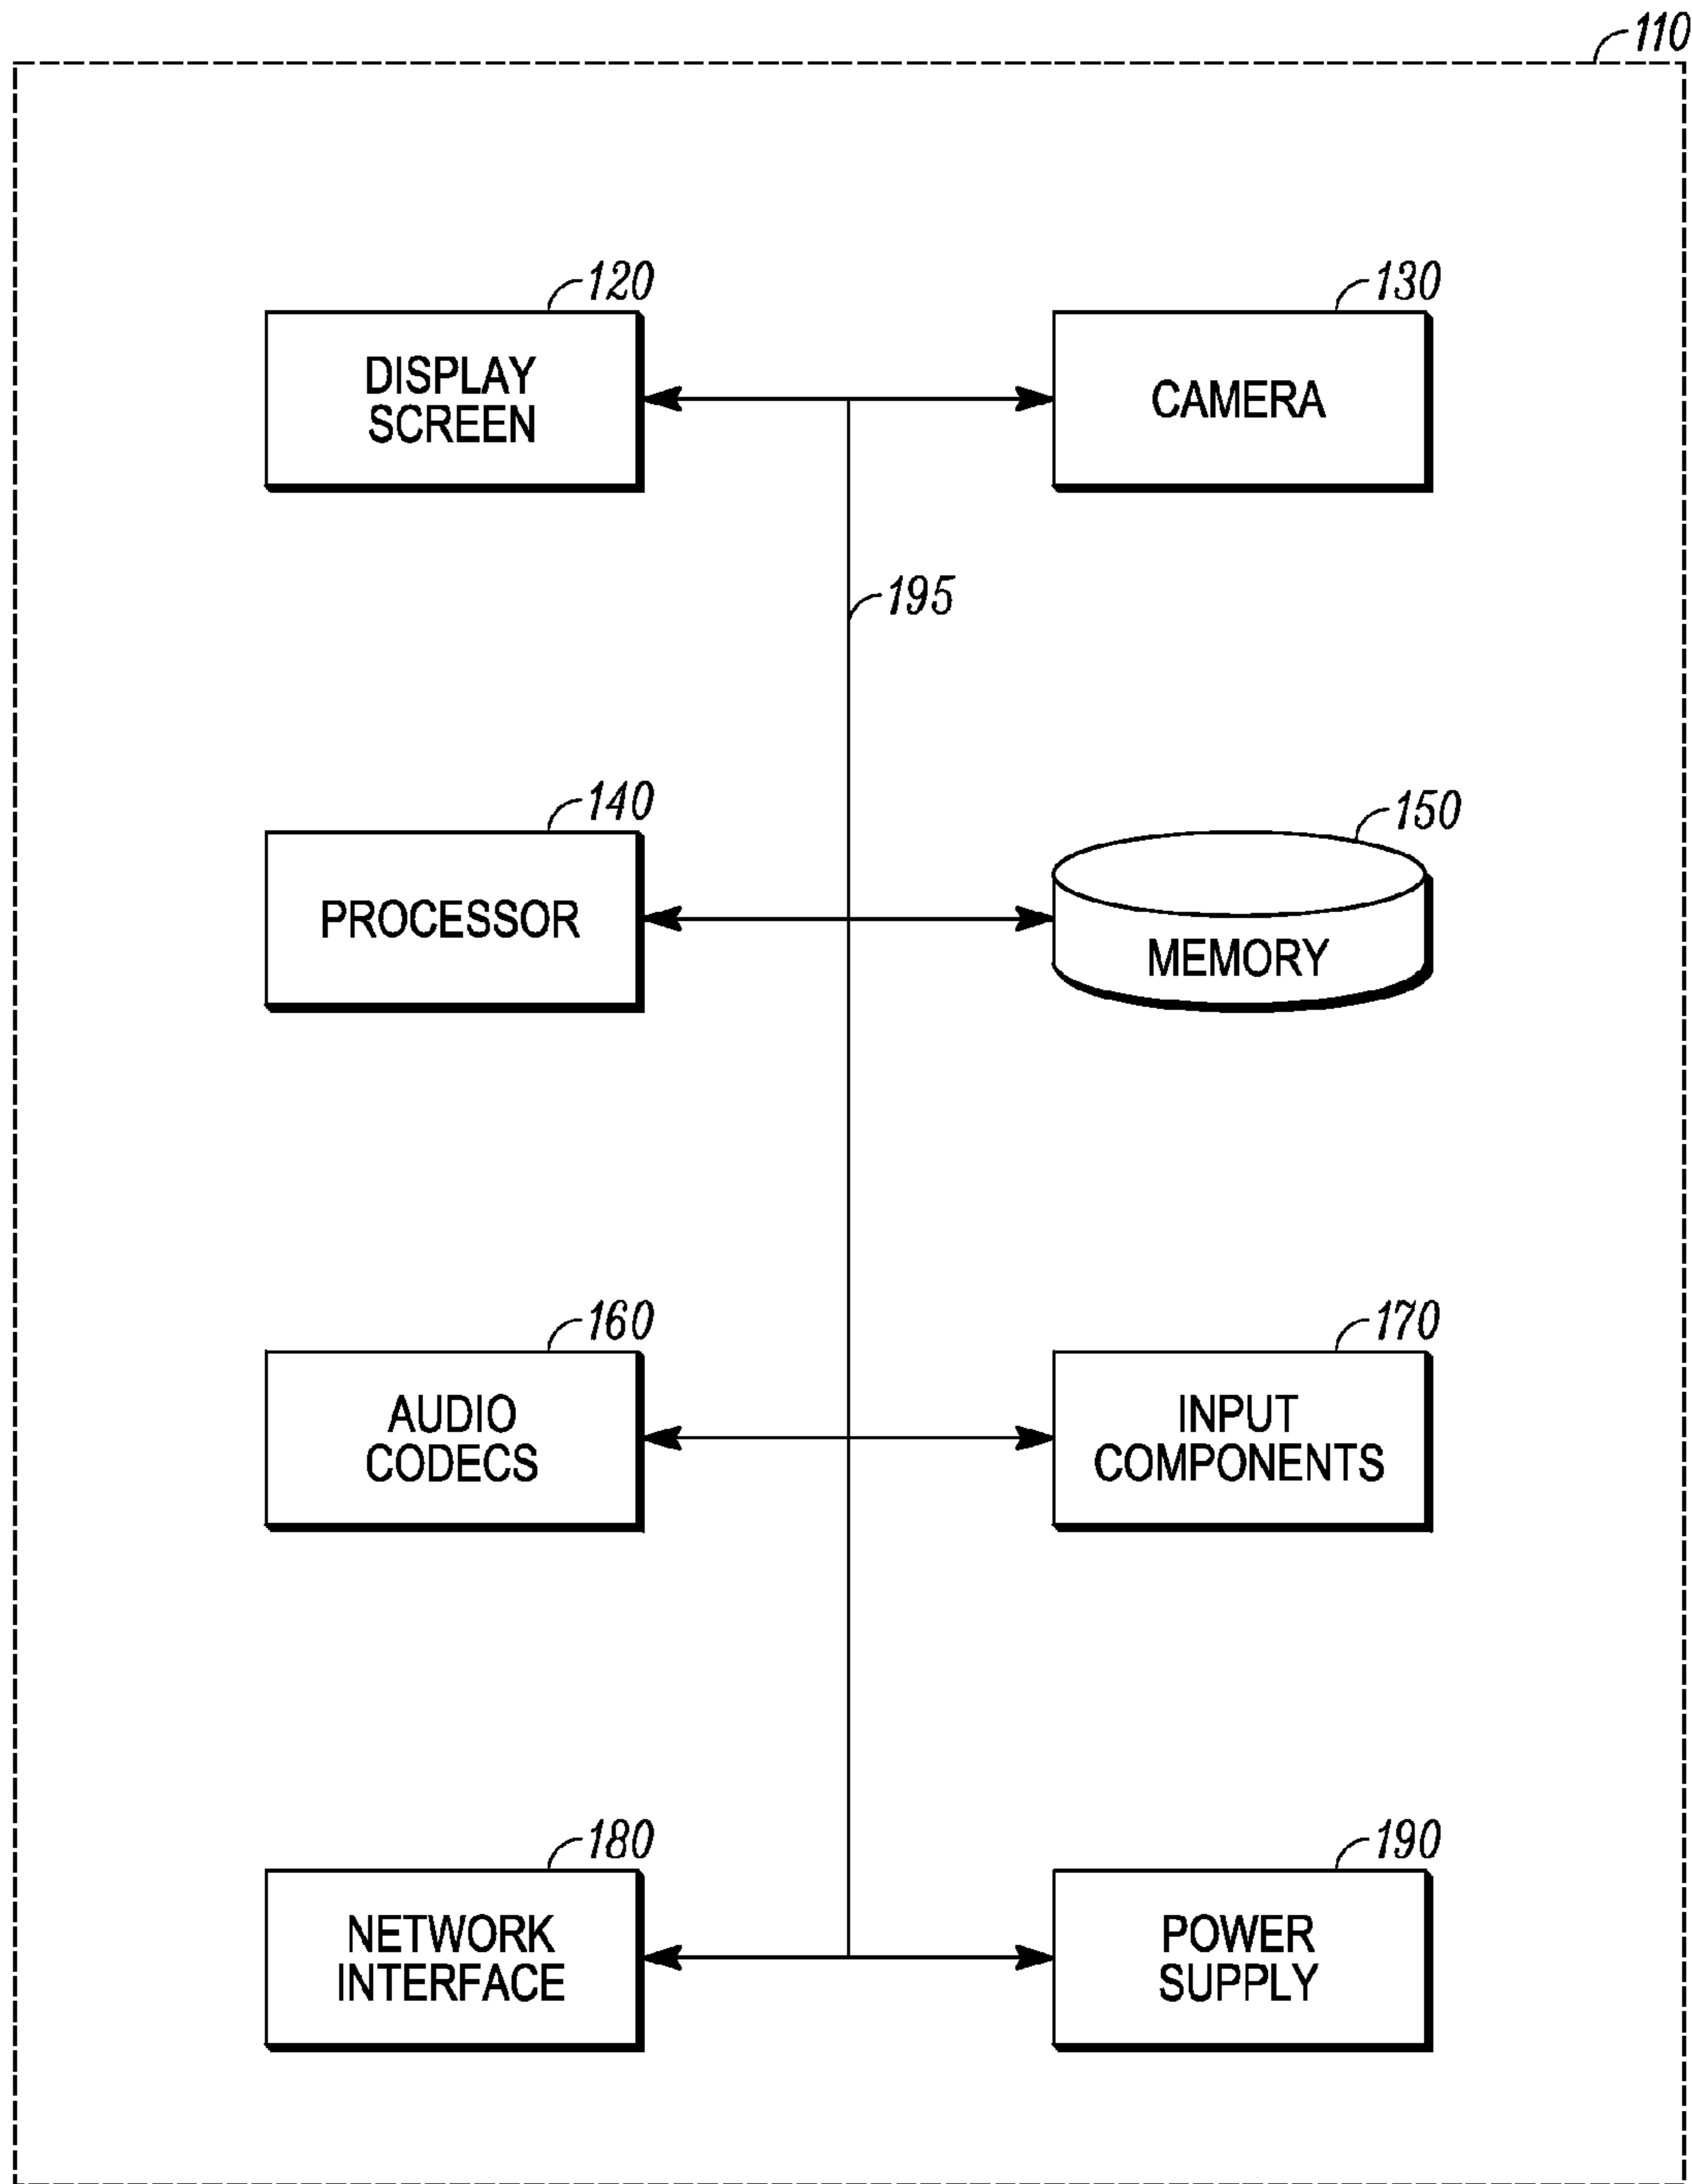 110
120
DISPLAY
SCREEN
130
CAMERA
195
140
PROCESSOR
150
MEMORY
160
AUDIO
CODECS
170
INPUT
COMPONENTS
180
NETWORK
INTERFACE
190
POWER
SUPPLY